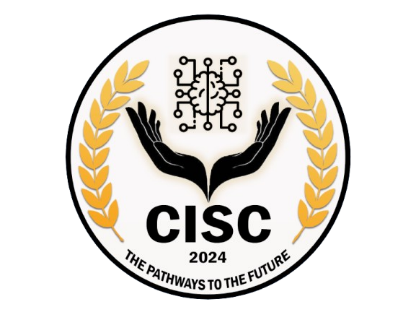 CISC
2024
THE PATHWAYS TO THE FUTURE